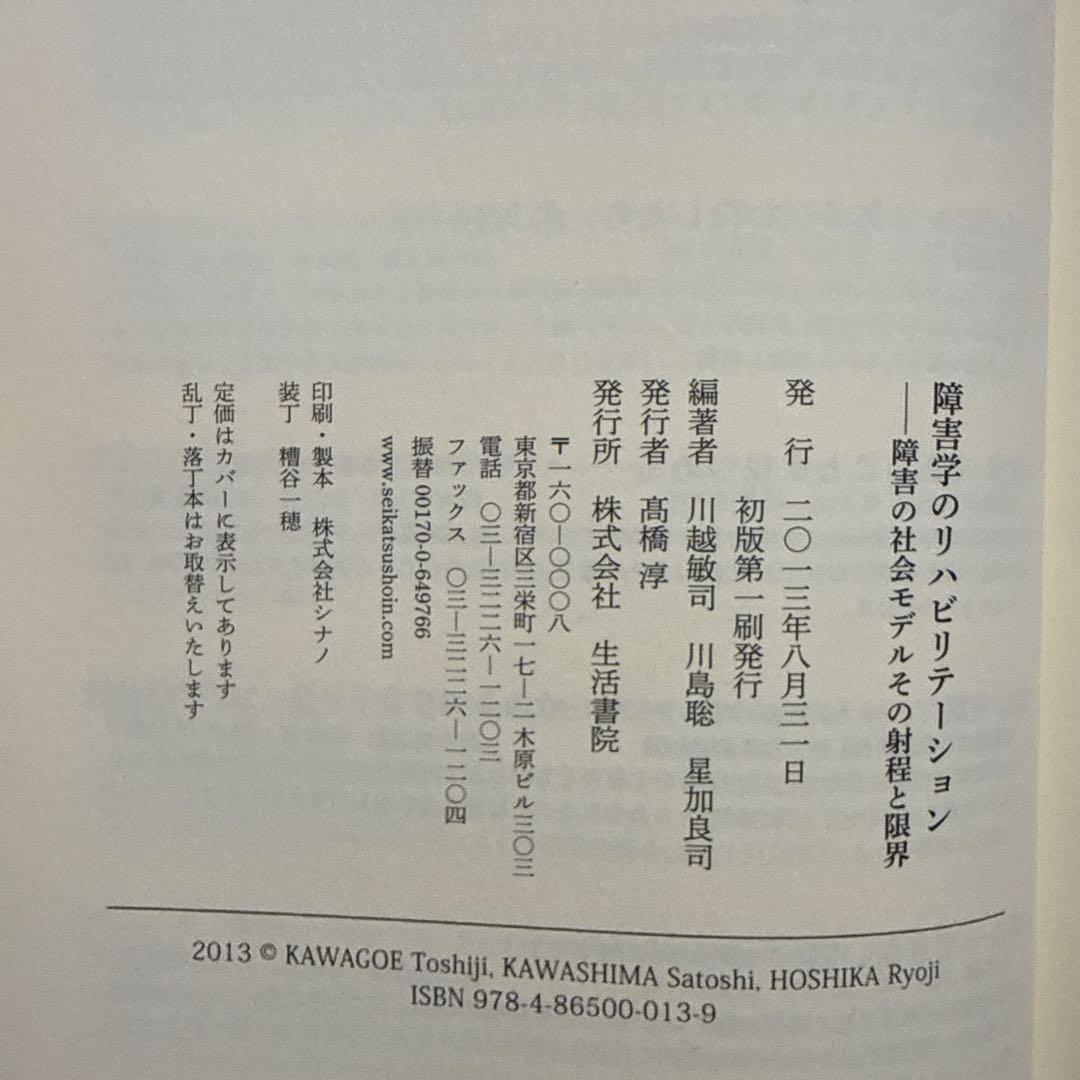 障害学のリハビリテーション
――障害の社会モデルその射程と限界
発　行　二〇一三年八月三一日
初版第一刷発行
編著者　川越敏司　川島聡　星加良司
発行者　髙橋 淳
発行所　株式会社 生活書院
〒一六〇―〇〇〇八
東京都新宿区三栄町一七―二 木原ビル三〇三
電話　〇三―三二二六―一二〇三
ファックス　〇三―三二二六―一二〇四
振替 00170-0-649766
www.seikatsushoin.com
印刷・製本　株式会社シナノ
装丁　糟谷一穂
定価はカバーに表示してあります
乱丁・落丁本はお取替えいたします
2013 © KAWAGOE Toshiji, KAWASHIMA Satoshi, HOSHIKA Ryoji
ISBN 978-4-86500-013-9